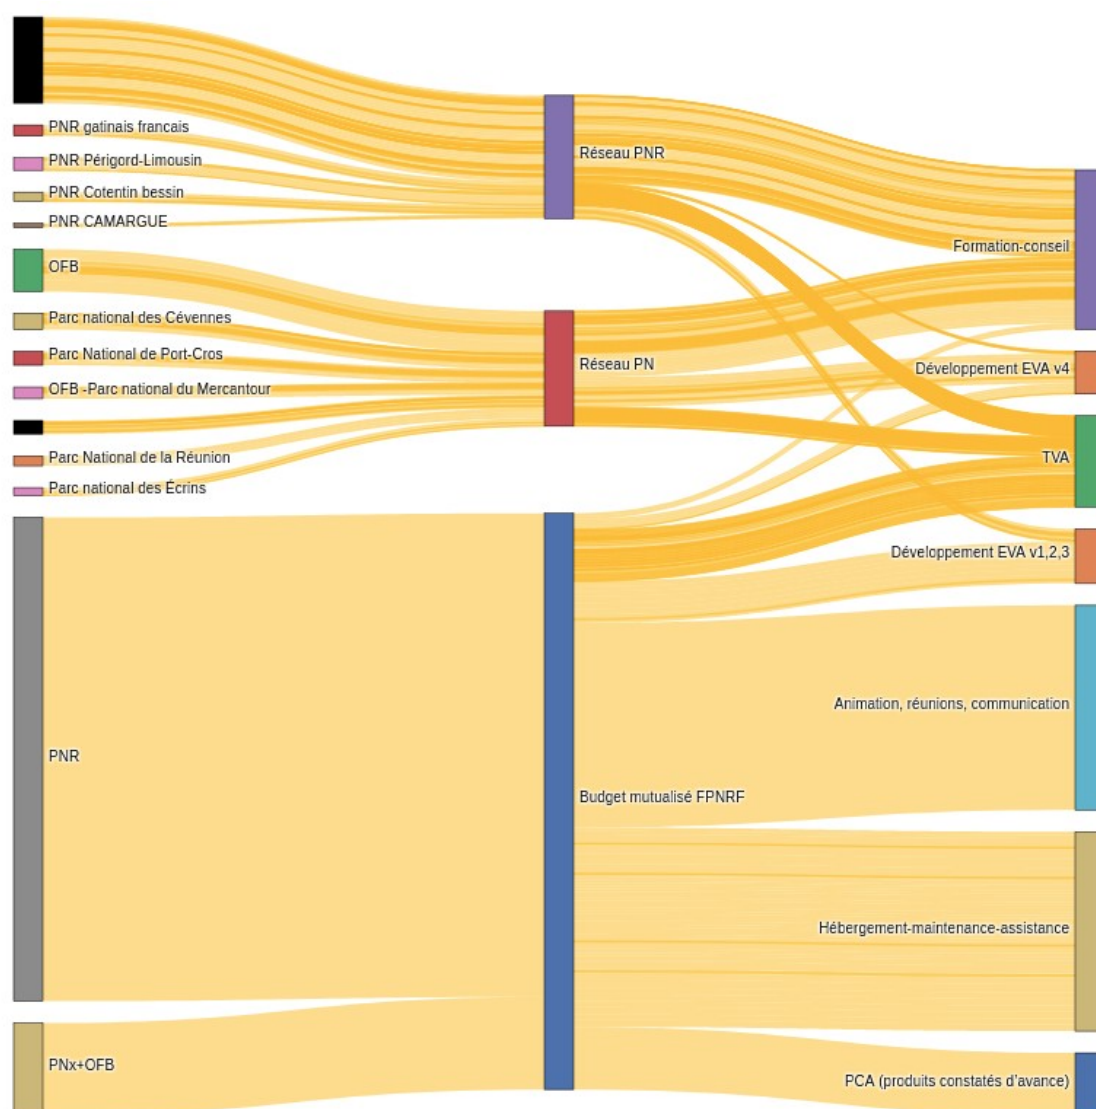 PNR gatinais francais
PNR Périgord-Limousin
PNR Cotentin bessin
PNR CAMARGUE
OFB
Parc national des Cévennes
Parc National de Port-Cros
OFB -Parc national du Mercantour
Parc National de la Réunion
Parc national des Écrins
PNR
PNx+OFB
Réseau PNR
Réseau PN
Budget mutualisé FPNRF
Formation-conseil
Développement EVA v4
TVA
Développement EVA v1,2,3
Animation, réunions, communication
Hébergement-maintenance-assistance
PCA (produits constatés d'avance)